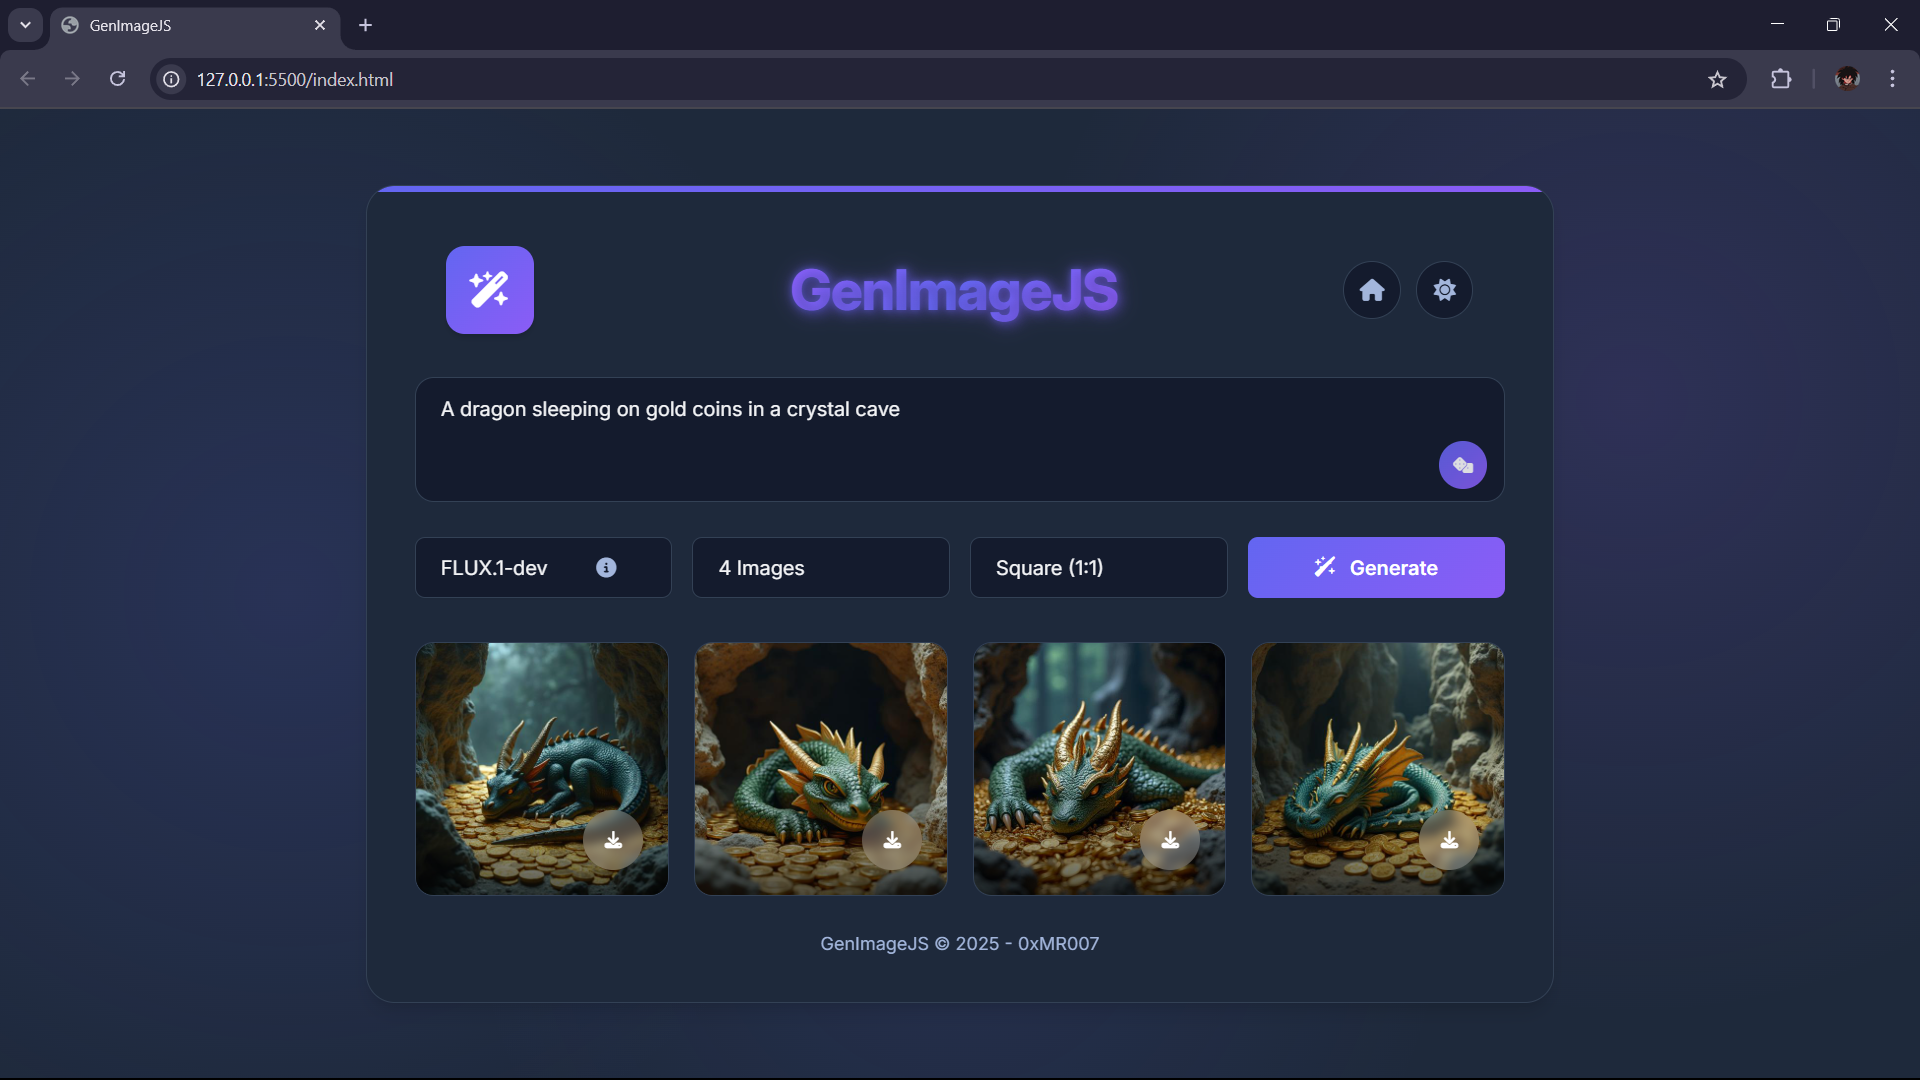 GenImageJS
127.0.0.1:5500/index.html
GenImageJS
A dragon sleeping on gold coins in a crystal cave
FLUX.1-dev
4 Images
Square (1:1)
Generate
GenImageJS © 2025 - 0xMR007